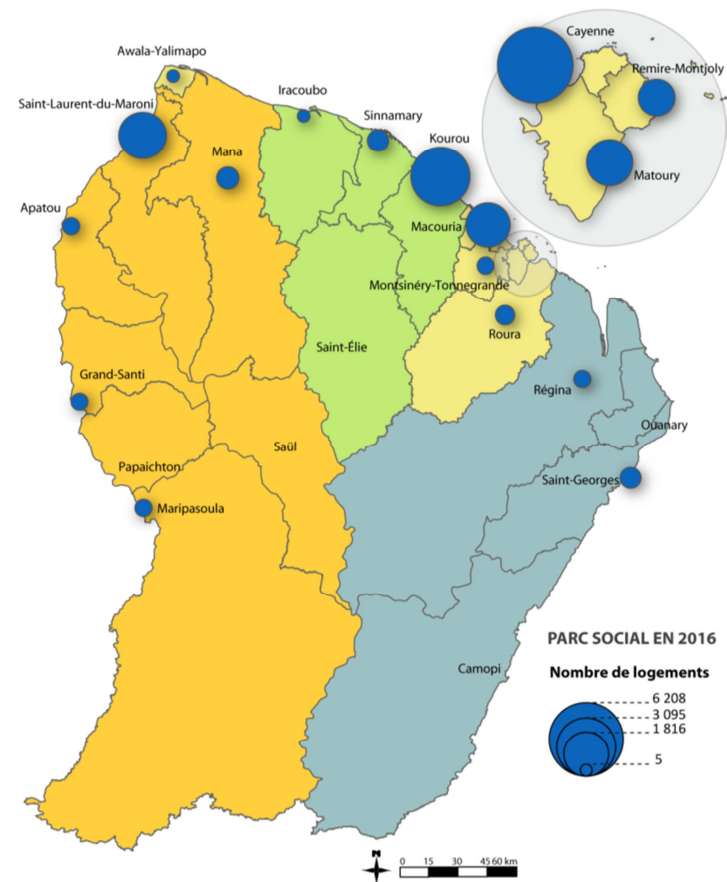 Cayenne
Awala-Yalimapo
Remire-Montjoly
Iracoubo
Saint-Laurent-du-Maroni
Sinnamary
Kourou
Mana
Matoury
Apatou
Macouria
Montsinéry-Tonnegrande
Roura
Saint-Élie
Grand-Santi
Régina
Ouanary
Saül
Papaichton
Saint-Georges
Maripasoula
PARC SOCIAL EN 2016
Camopi
Nombre de logements
6 208
3 095
1 816
5
N
0 15 30 45 60 km